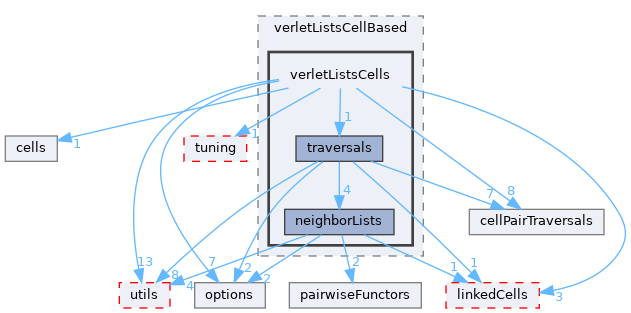 verletListsCellBased
verletListsCells
1
cells
1
tuning
1
traversals
4
7
8
neighborLists
cellPairTraversals
13
8
4
7
2
2
2
1
1
3
utils
options
pairwiseFunctors
linkedCells